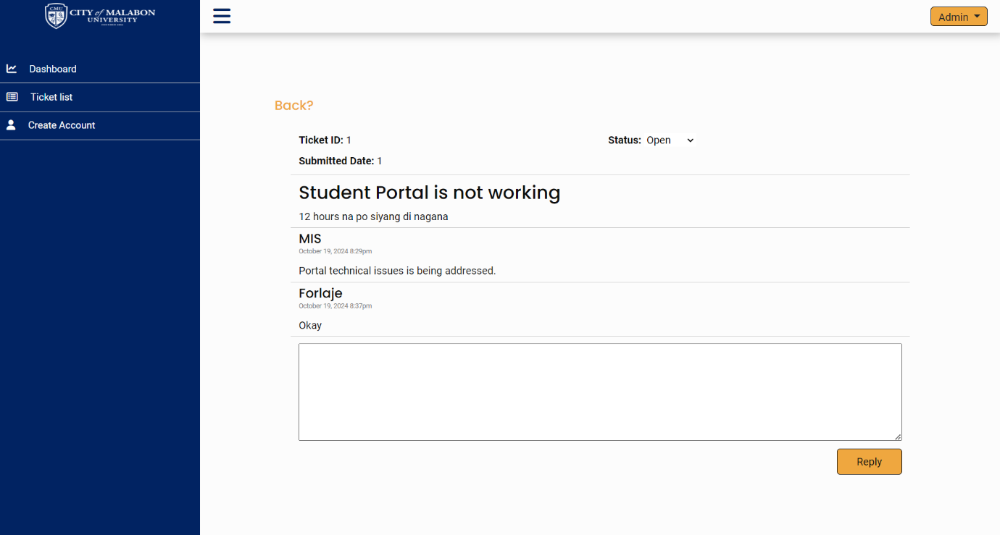 CMU
CITY of MALABON
UNIVERSITY
Admin
Dashboard
Ticket list
Create Account
Back?
Ticket ID: 1
Status: Open
Submitted Date: 1
Student Portal is not working
12 hours na po siyang di nagana
MIS
October 19, 2024 8:29pm
Portal technical issues is being addressed.
Forlaje
October 19, 2024 8:37pm
Okay
Reply